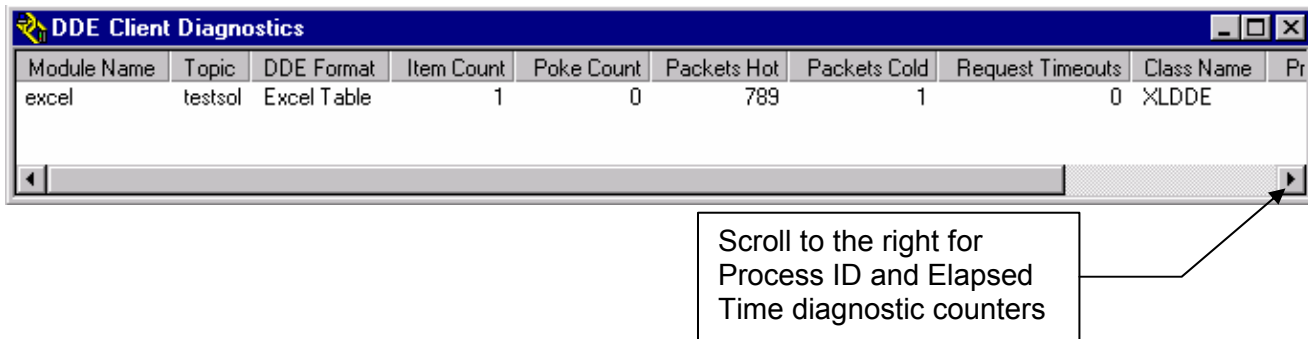 DDE Client Diagnostics
Module Name Topic DDE Format Item Count Poke Count Packets Hot Packets Cold Request Timeouts Class Name Pr
excel testsol Excel Table 1 0 789 1 0 XLDDE
Scroll to the right for
Process ID and Elapsed
Time diagnostic counters